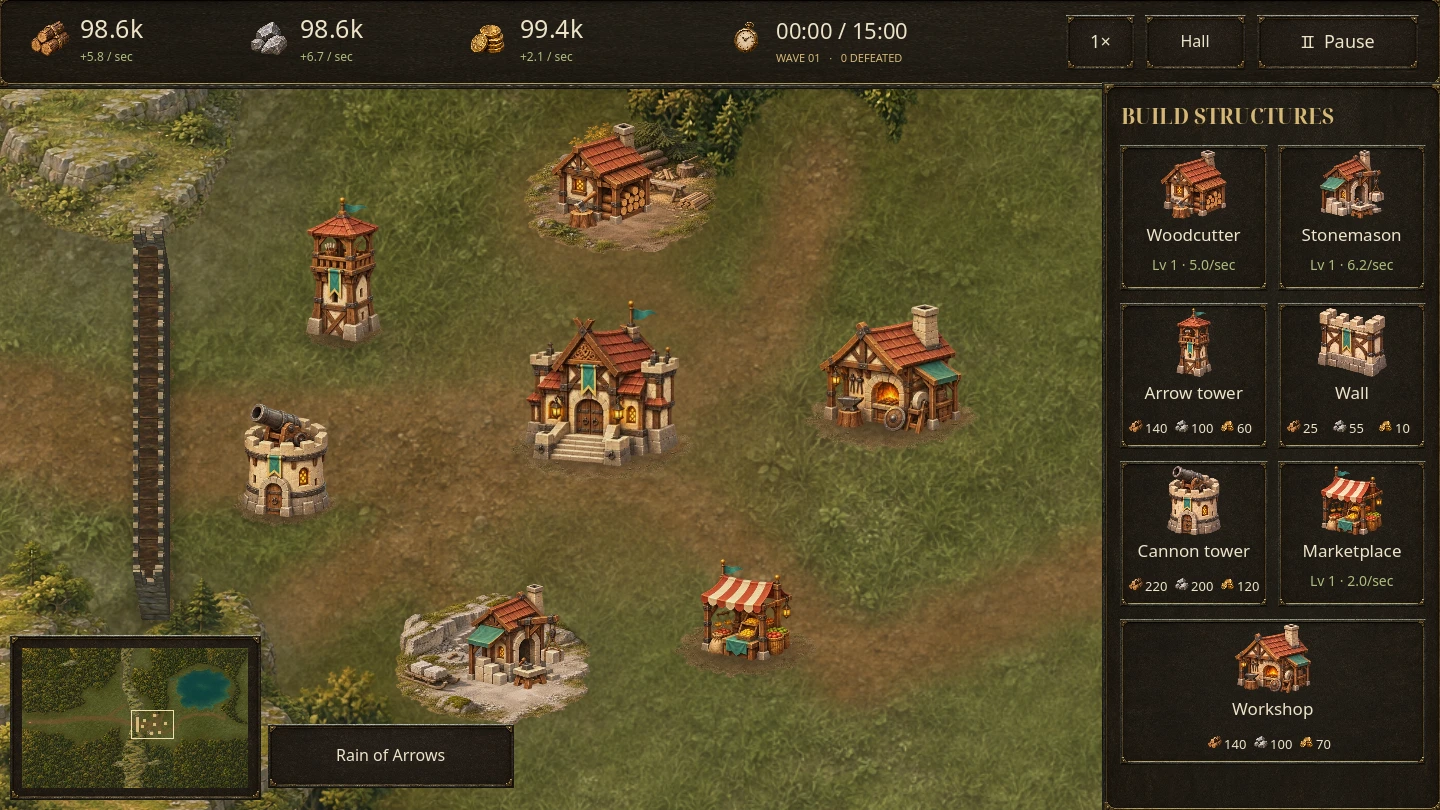 98.6k
+5.8 / sec
98.6k
+6.7 / sec
99.4k
+2.1 / sec
00:00 / 15:00
WAVE 01 · 0 DEFEATED
1×
Hall
Pause
BUILD STRUCTURES
Woodcutter
Lv 1 · 5.0/sec
Stonemason
Lv 1 · 6.2/sec
Arrow tower
140 100 60
Wall
25 55 10
Cannon tower
220 200 120
Marketplace
Lv 1 · 2.0/sec
Workshop
140 100 70
Rain of Arrows